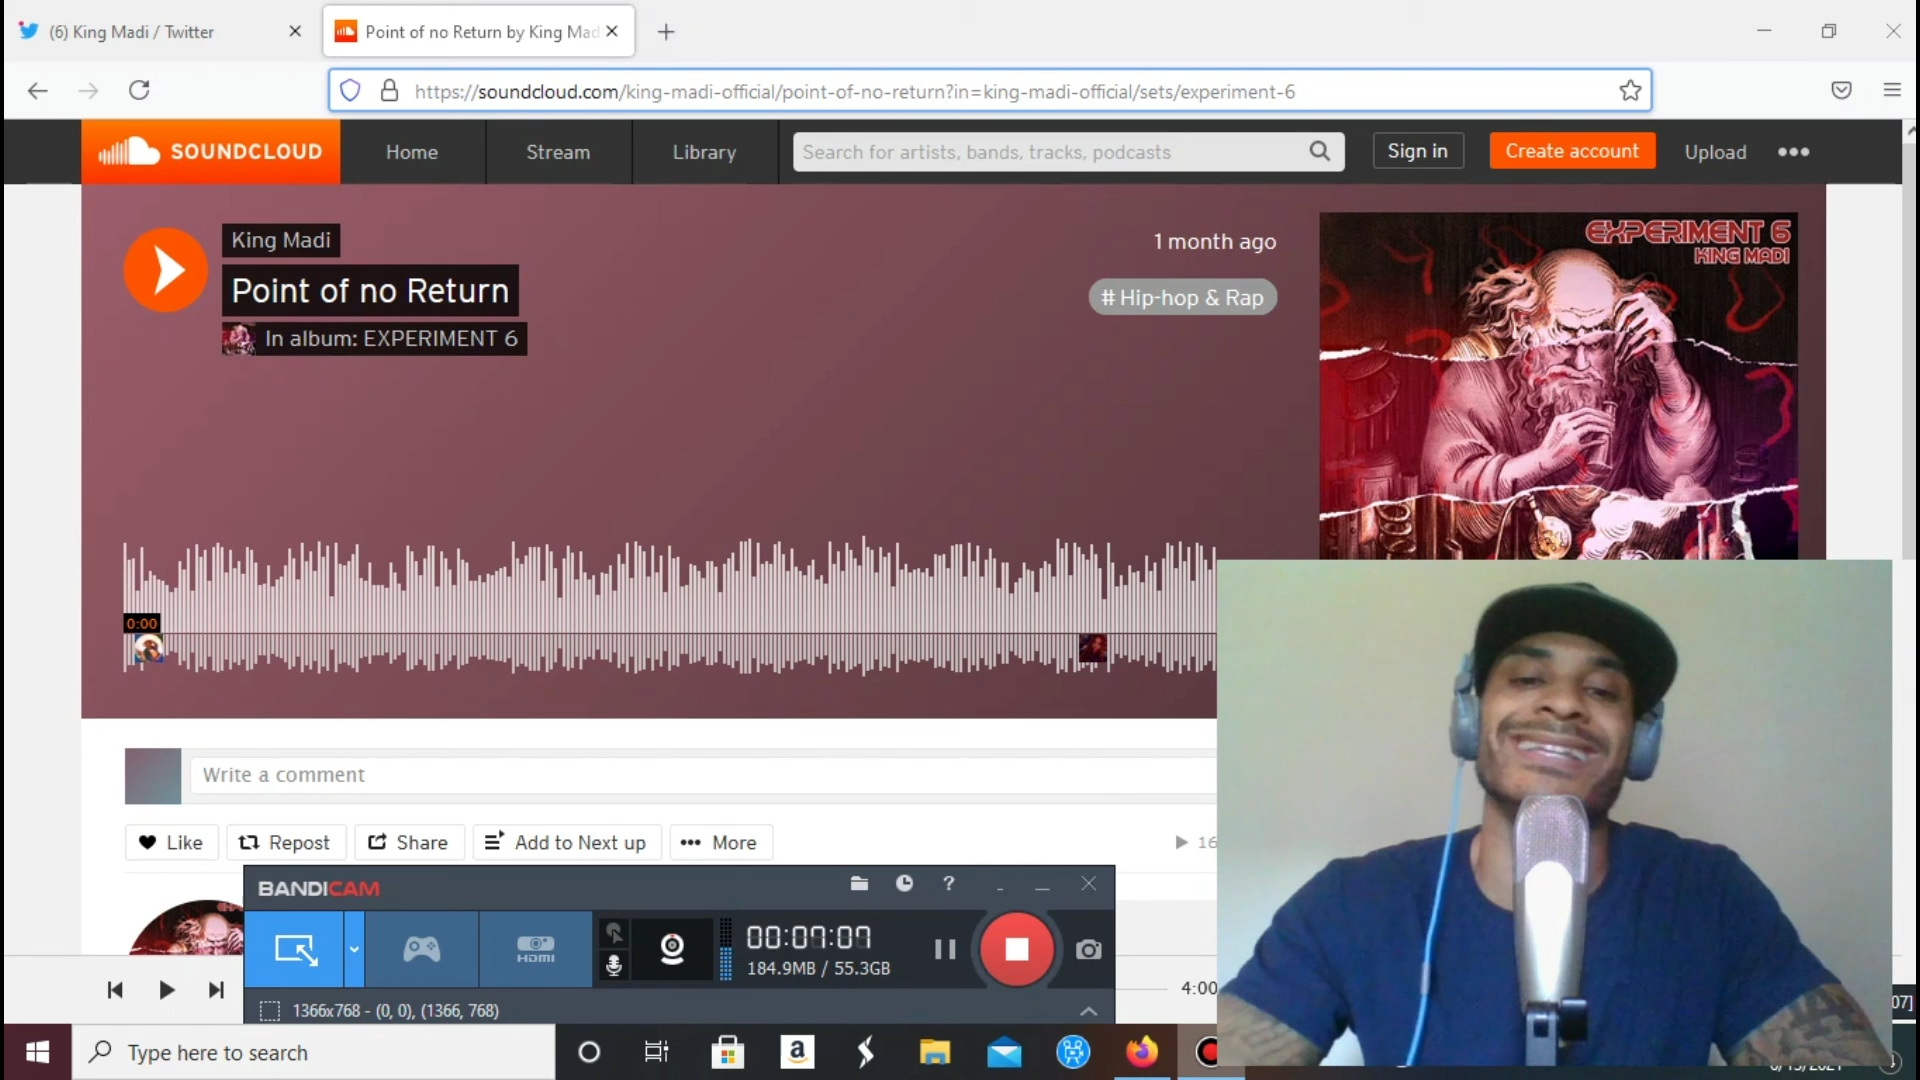 (6) King Madi / Twitter
Point of no Return by King Mad
https://soundcloud.com/king-madi-official/point-of-no-return?in=king-madi-official/sets/experiment-6
SOUNDCLOUD
Home
Stream
Library
Search for artists, bands, tracks, podcasts
Sign in
Create account
Upload
King Madi
Point of no Return
In album: EXPERIMENT 6
1 month ago
# Hip-hop & Rap
EXPERIMENT 6
KING MADI
0:00
Write a comment
Like
Repost
Share
Add to Next up
More
16
BANDICAM
?
HDMI
00:07:07
184.9MB / 55.3GB
1366x768 - (0, 0), (1366, 768)
4:00
07]
Type here to search
a